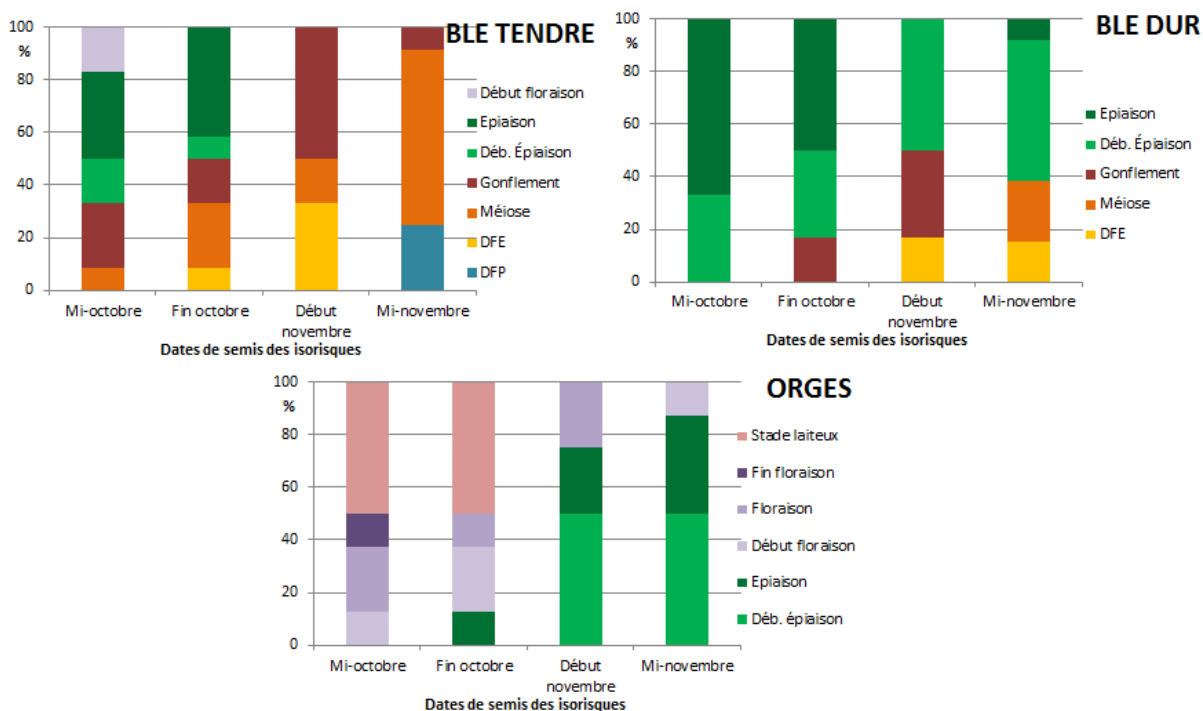 BLE TENDRE
100
%
80
60
40
20
0
Mi-octobre
Fin octobre
Début
novembre
Mi-novembre
Dates de semis des isorisques
Début floraison
Epiaison
Déb. Épiaison
Gonflement
Méiose
DFE
DFP
BLE DUR
100
%
80
60
40
20
0
Mi-octobre
Fin octobre
Début
novembre
Mi-novembre
Dates de semis des isorisques
Epiaison
Déb. Épiaison
Gonflement
Méiose
DFE
ORGES
100
%
80
60
40
20
0
Mi-octobre
Fin octobre
Début
novembre
Mi-novembre
Dates de semis des isorisques
Stade laiteux
Fin floraison
Floraison
Début floraison
Epiaison
Déb. épiaison